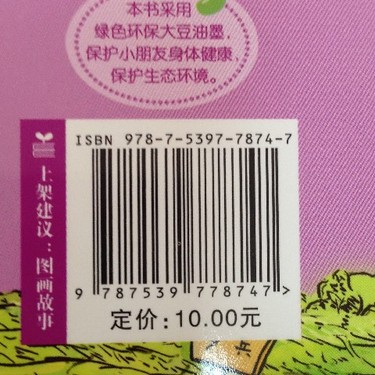 本书采用
绿色环保大豆油墨，
保护小朋友身体健康，
保护生态环境。
ISBN 978-7-5397-7874-7
9 787539 778747 >
定价：10.00元
上架建议：图画故事
兵